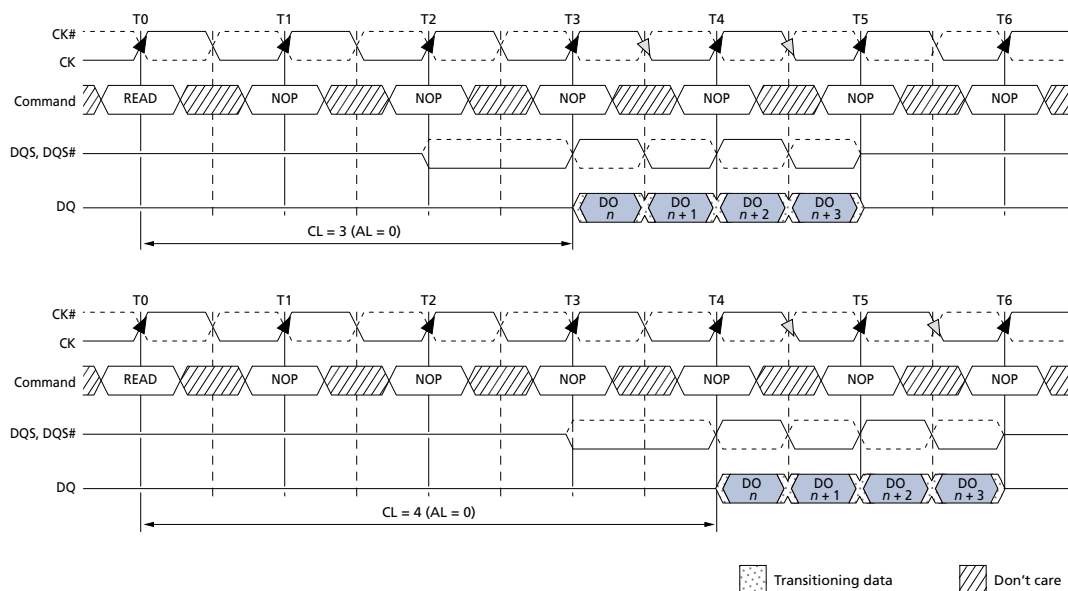 T0 T1 T2 T3 T4 T5 T6
CK#
CK
Command READ NOP NOP NOP NOP NOP NOP
DQS, DQS#
DQ DO n DO n + 1 DO n + 2 DO n + 3
CL = 3 (AL = 0)
T0 T1 T2 T3 T4 T5 T6
CK#
CK
Command READ NOP NOP NOP NOP NOP NOP
DQS, DQS#
DQ DO n DO n + 1 DO n + 2 DO n + 3
CL = 4 (AL = 0)
Transitioning data Don't care